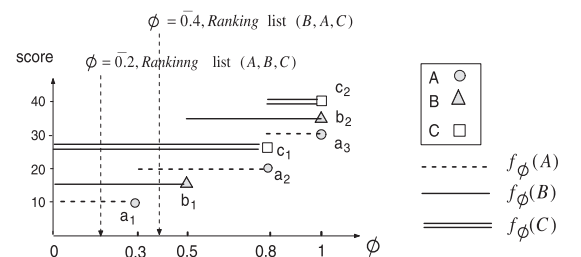 ϕ = 0.4, Ranking list (B, A, C)
ϕ = 0.2, Rankinng list (A, B, C)
score
40
30
20
10
0
0.3
0.5
0.8
1
ϕ
a1
b1
a2
c1
a3
b2
c2
A
B
C
fϕ(A)
fϕ(B)
fϕ(C)